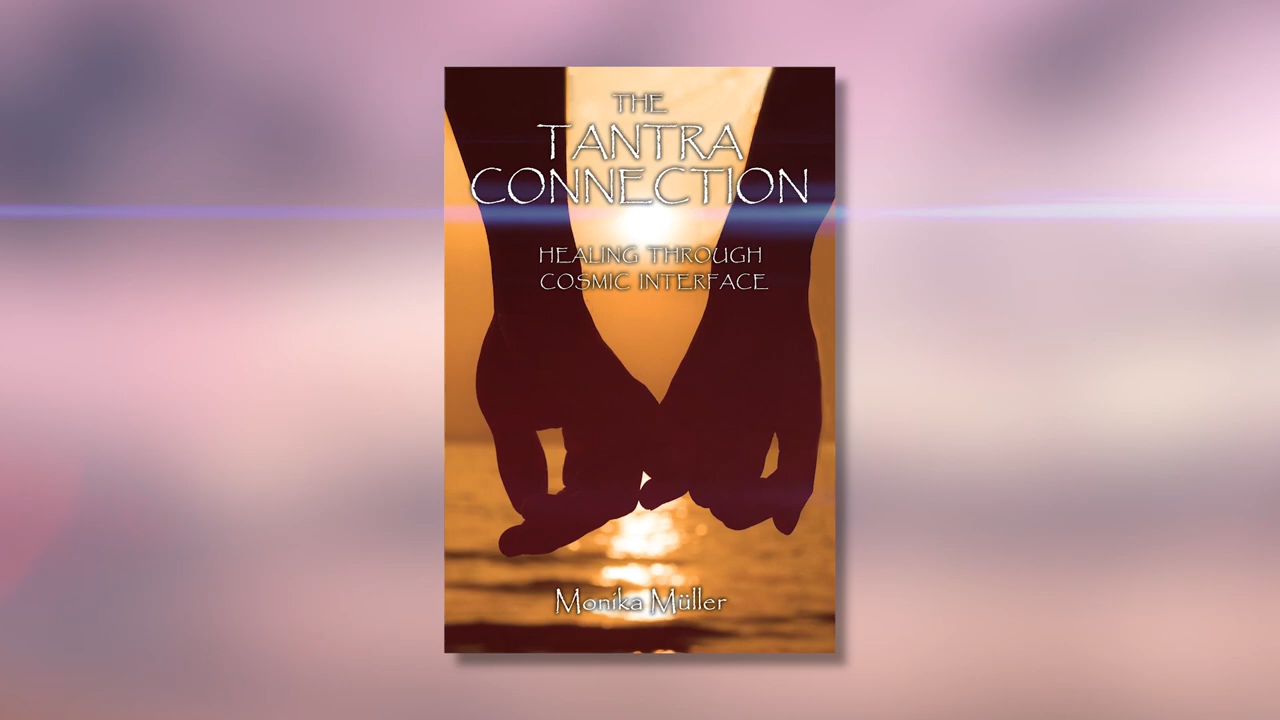 THE
TANTRA
CONNECTION
HEALING THROUGH
COSMIC INTERFACE
Monika Müller